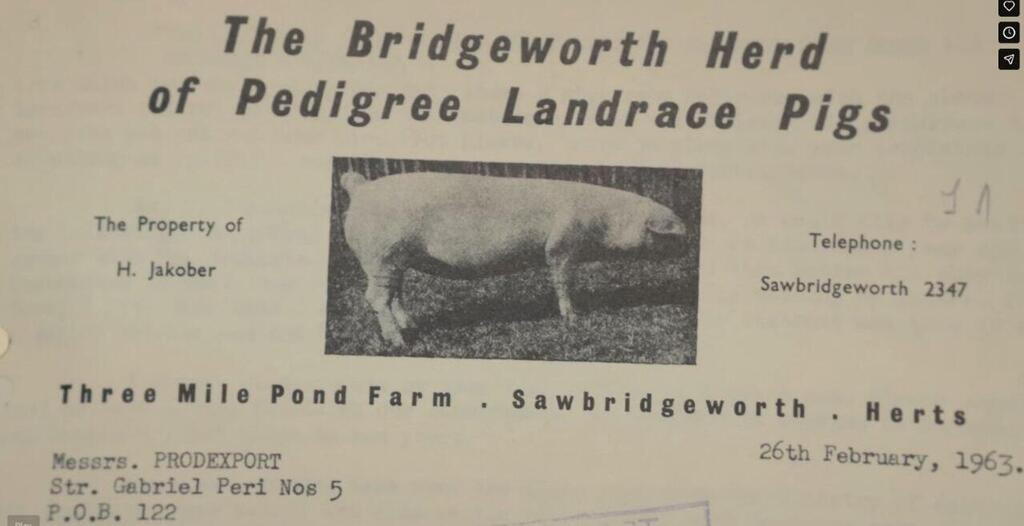 The Bridgeworth Herd
of Pedigree Landrace Pigs
The Property of
H. Jakober
Telephone :
Sawbridgeworth 2347
Three Mile Pond Farm . Sawbridgeworth . Herts
26th February, 1963.
Messrs. PRODEXPORT
Str. Gabriel Peri Nos 5
P.O.B. 122